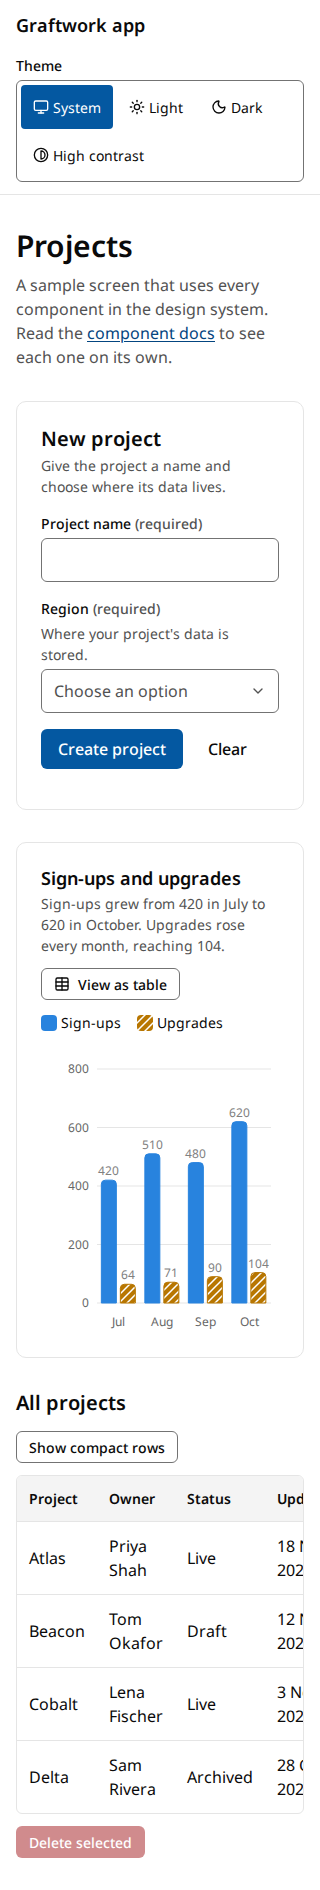 Graftwork app
Theme
System
Light
Dark
High contrast
Projects
A sample screen that uses every
component in the design system.
Read the component docs to see
each one on its own.
New project
Give the project a name and
choose where its data lives.
Project name (required)
Region (required)
Where your project's data is
stored.
Choose an option
Create project
Clear
Sign-ups and upgrades
Sign-ups grew from 420 in July to
620 in October. Upgrades rose
every month, reaching 104.
View as table
Sign-ups
Upgrades
800
600
400
200
0
420
64
510
71
480
90
620
104
Jul
Aug
Sep
Oct
All projects
Show compact rows
Project Owner Status
Atlas
Priya
Shah
Live
18
Beacon
Tom
Okafor
Draft
12
Cobalt
Lena
Fischer
Live
3
Delta
Sam
Rivera
Archived
28
Delete selected